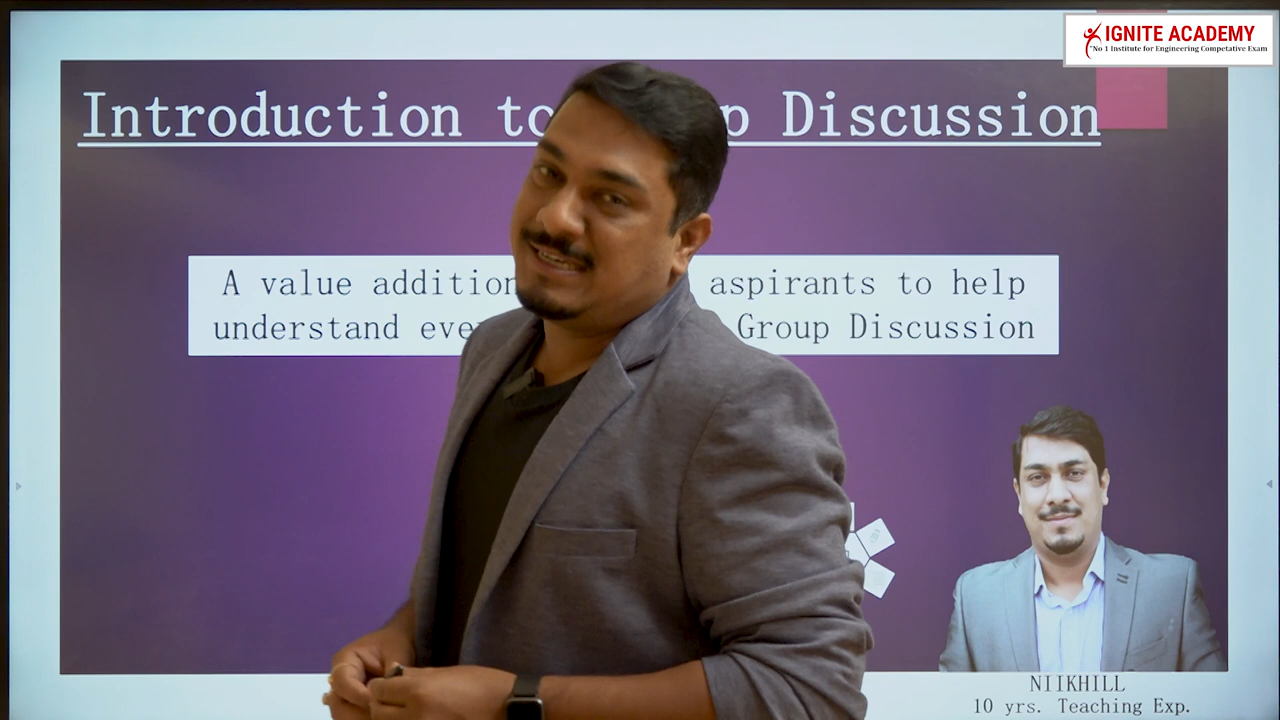 IGNITE ACADEMY
"No 1 Institute for Engineering Competative Exam
Introduction to p Discussion
A value addition aspirants to help
understand eve Group Discussion
NIIKHILL
10 yrs. Teaching Exp.